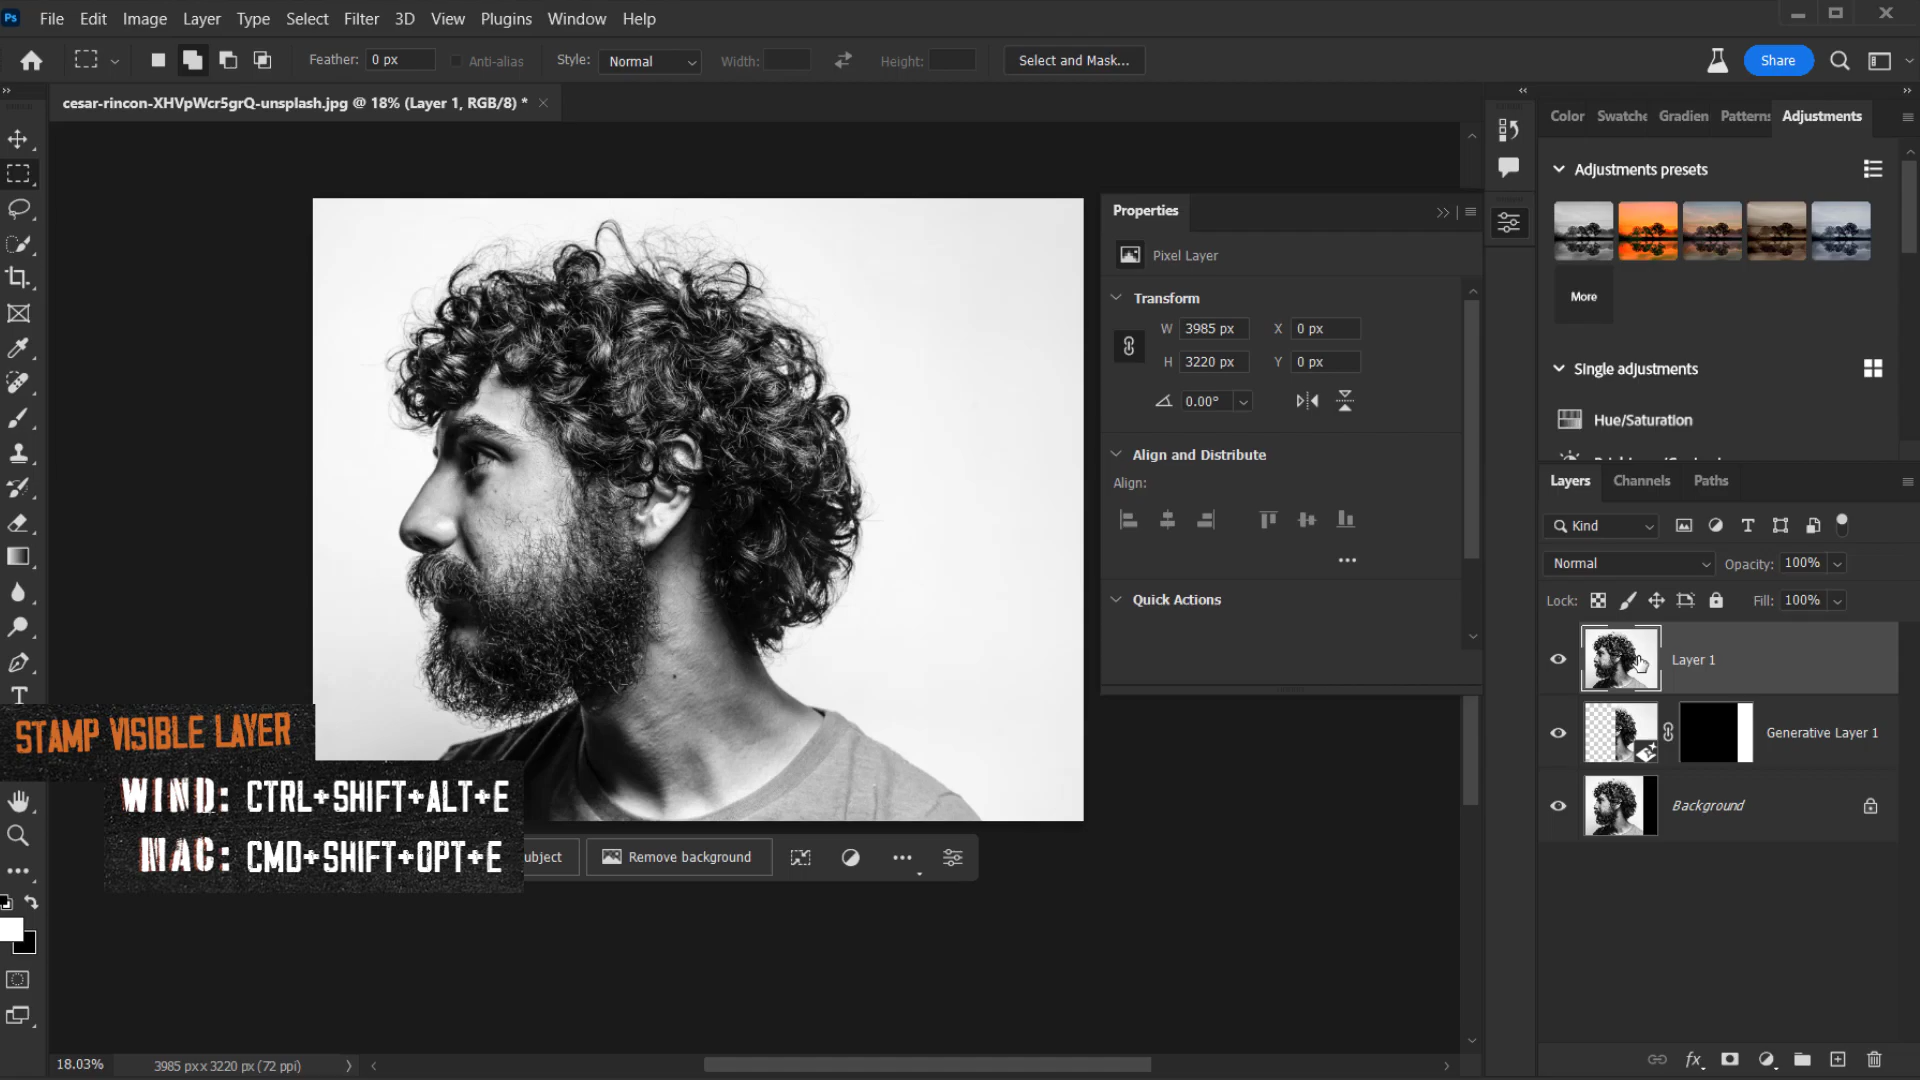 Ps File Edit Image Layer Type Select Filter 3D View Plugins Window Help
Feather: 0 px Anti-alias Style: Normal Width: Height: Select and Mask... Share
cesar-rincon-XHVpWcr5grQ-unsplash.jpg @ 18% (Layer 1, RGB/8) *
Color Swatche Gradien Patterns Adjustments
Adjustments presets
More
Single adjustments
Hue/Saturation
Properties
Pixel Layer
Transform
W 3985 px X 0 px
H 3220 px Y 0 px
0.00°
Align and Distribute
Align:
Quick Actions
Layers Channels Paths
Kind
Normal Opacity: 100%
Lock: Fill: 100%
Layer 1
Generative Layer 1
Background
STAMP VISIBLE LAYER
WIND: CTRL+SHIFT+ALT+E
MAC: CMD+SHIFT+OPT+E
ubject Remove background
18.03% 3985 px x 3220 px (72 ppi)